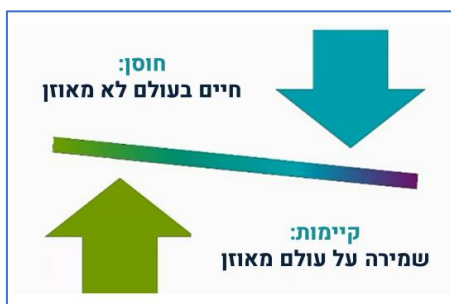 חוסן:
חיים בעולם לא מאוזן
קיימות:
שמירה על עולם מאוזן